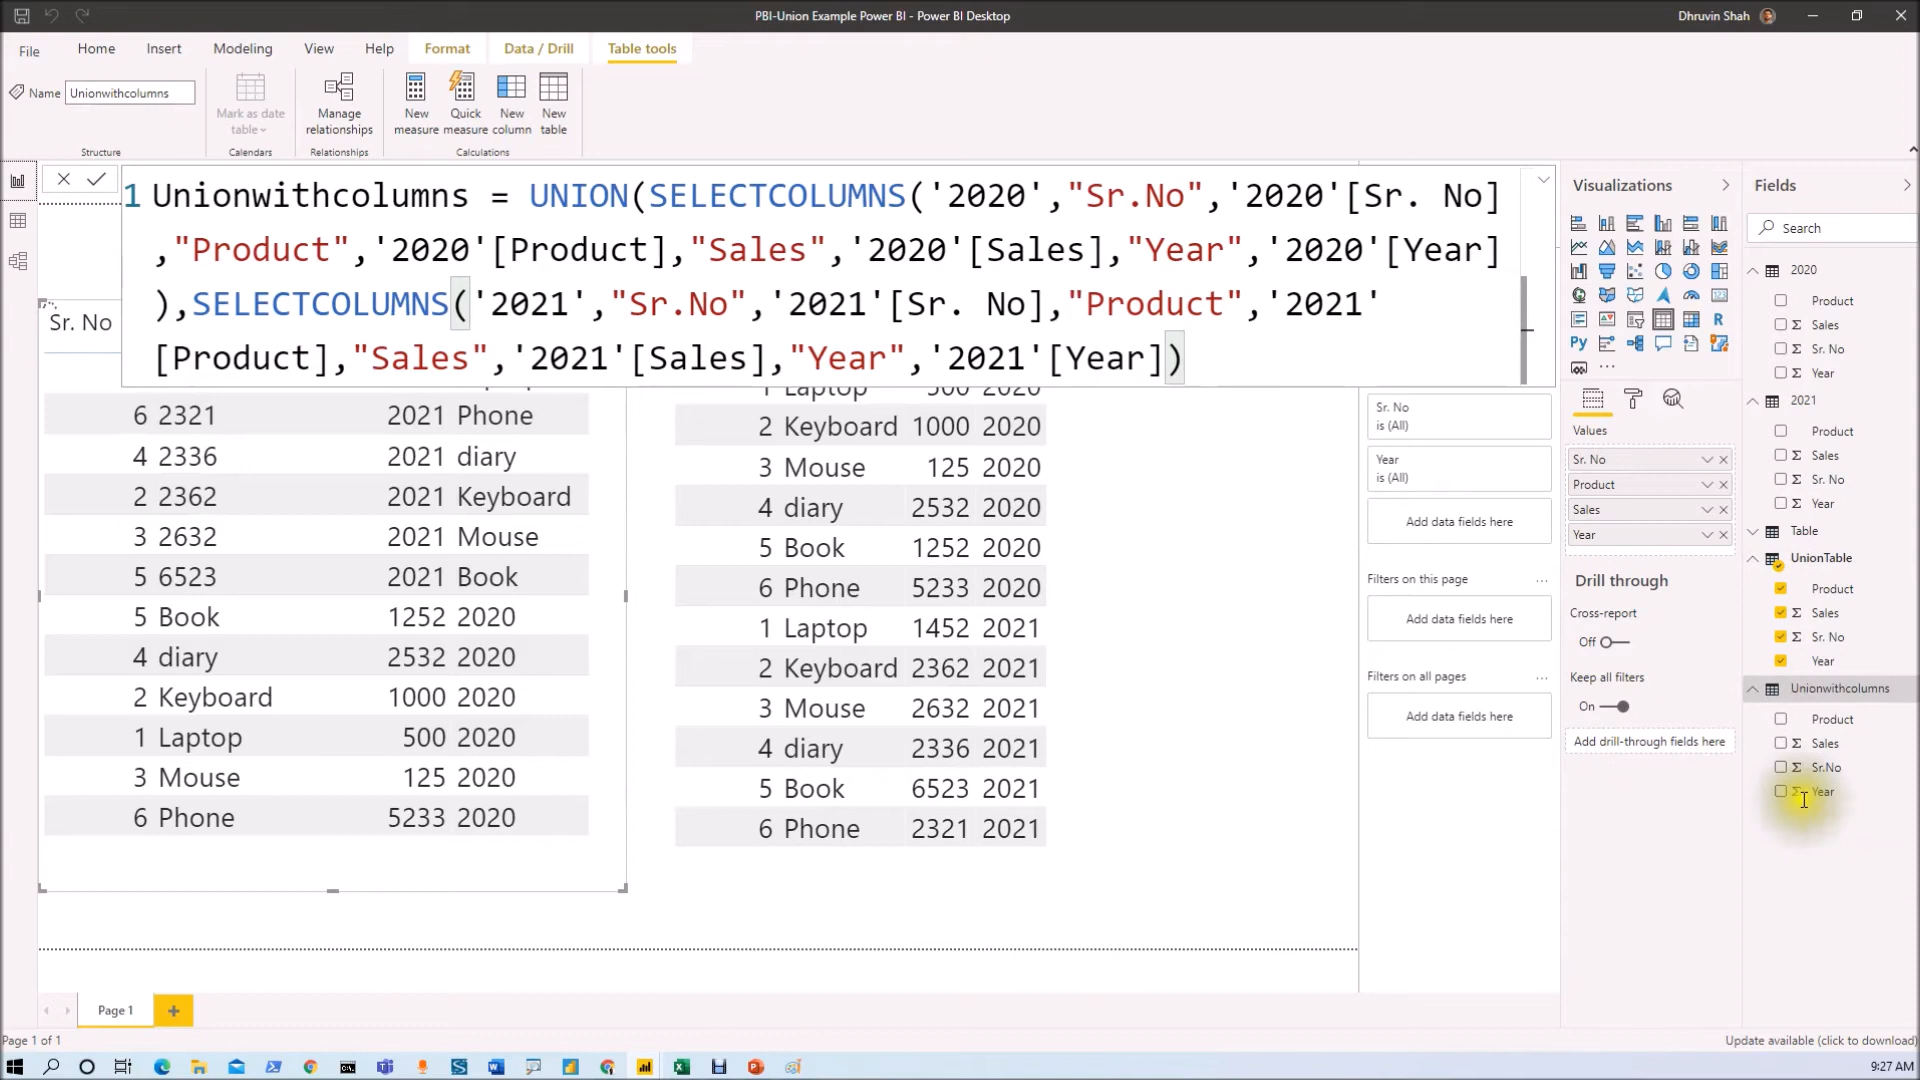 PBI-Union Example Power BI - Power BI Desktop
Dhruvin Shah
File Home Insert Modeling View Help Format Data / Drill Table tools
Name Unionwithcolumns
Mark as date table
Manage relationships
New measure
Quick measure
New column
New table
Structure Calendars Relationships Calculations
1 Unionwithcolumns = UNION(SELECTCOLUMNS('2020',"Sr.No",'2020'[Sr. No]
,"Product",'2020'[Product],"Sales",'2020'[Sales],"Year",'2020'[Year]
),SELECTCOLUMNS('2021',"Sr.No",'2021'[Sr. No],"Product",'2021'
[Product],"Sales",'2021'[Sales],"Year",'2021'[Year])
Sr. No
6 2321 2021 Phone
4 2336 2021 diary
2 2362 2021 Keyboard
3 2632 2021 Mouse
5 6523 2021 Book
5 Book 1252 2020
4 diary 2532 2020
2 Keyboard 1000 2020
1 Laptop 500 2020
3 Mouse 125 2020
6 Phone 5233 2020
1 Laptop 500 2020
2 Keyboard 1000 2020
3 Mouse 125 2020
4 diary 2532 2020
5 Book 1252 2020
6 Phone 5233 2020
1 Laptop 1452 2021
2 Keyboard 2362 2021
3 Mouse 2632 2021
4 diary 2336 2021
5 Book 6523 2021
6 Phone 2321 2021
Sr. No
is (All)
Year
is (All)
Add data fields here
Filters on this page ...
Add data fields here
Filters on all pages ...
Add data fields here
Visualizations
R
Py
Values
Sr. No
Product
Sales
Year
Drill through
Cross-report
Off
Keep all filters
On
Add drill-through fields here
Fields
Search
2020
Product
Σ Sales
Σ Sr. No
Σ Year
2021
Product
Σ Sales
Σ Sr. No
Σ Year
Table
UnionTable
Product
Σ Sales
Σ Sr. No
Year
Unionwithcolumns
Product
Σ Sales
Σ Sr.No
Σ Year
Page 1
Page 1 of 1
Update available (click to download)
9:27 AM